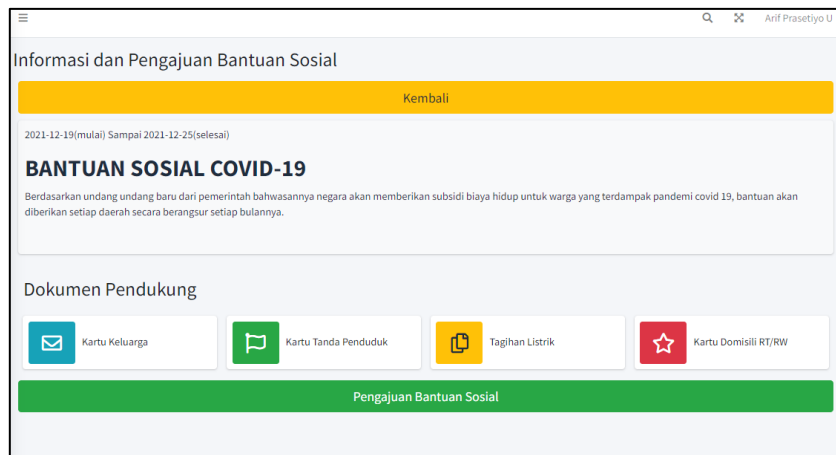 Arif Prasetiyo U
Informasi dan Pengajuan Bantuan Sosial
Kembali
2021-12-19(mulai) Sampai 2021-12-25(selesai)
BANTUAN SOSIAL COVID-19
Berdasarkan undang undang baru dari pemerintah bahwasannya negara akan memberikan subsidi biaya hidup untuk warga yang terdampak pandemi covid 19, bantuan akan
diberikan setiap daerah secara berangsur setiap bulannya.
Dokumen Pendukung
Kartu Keluarga
Kartu Tanda Penduduk
Tagihan Listrik
Kartu Domisili RT/RW
Pengajuan Bantuan Sosial